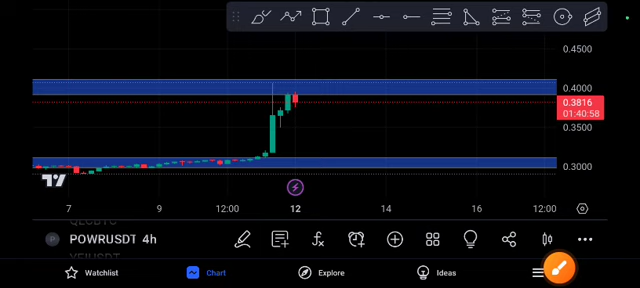 0.4500
0.4000
0.3816
01:40:58
0.3500
0.3000
7 9 12:00 12 14 16 12:00
P POWRUSDT 4h
Watchlist Chart Explore Ideas